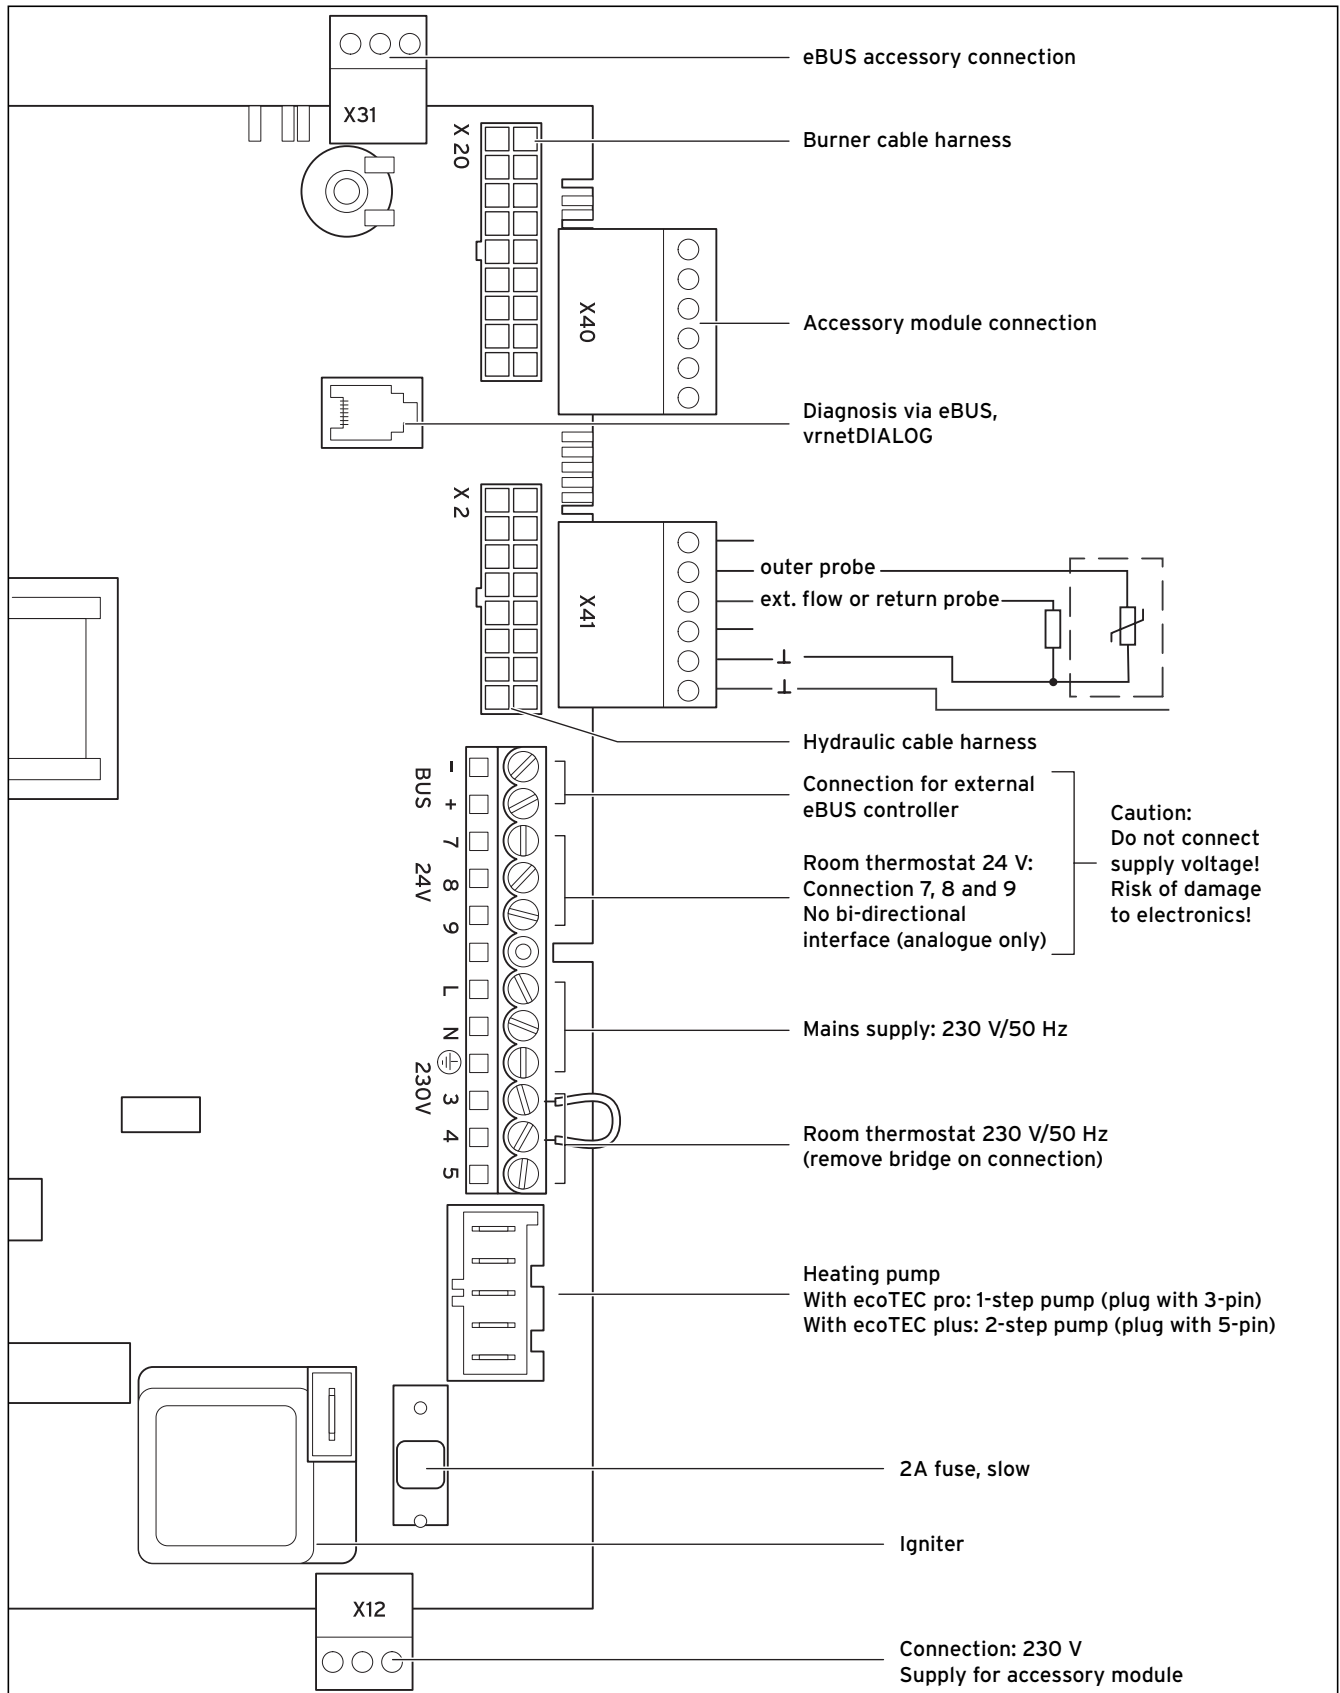 eBUS accessory connection
X31
Burner cable harness
X 20
X40
Accessory module connection
Diagnosis via eBUS,
vrnetDIALOG
X 2
X41
outer probe
ext. flow or return probe
Hydraulic cable harness
BUS
-
+
Connection for external
eBUS controller
24V
7
8
9
Room thermostat 24 V:
Connection 7, 8 and 9
No bi-directional
interface (analogue only)
Caution:
Do not connect
supply voltage!
Risk of damage
to electronics!
L
N
Mains supply: 230 V/50 Hz
230V
3
4
5
Room thermostat 230 V/50 Hz
(remove bridge on connection)
Heating pump
With ecoTEC pro: 1-step pump (plug with 3-pin)
With ecoTEC plus: 2-step pump (plug with 5-pin)
2A fuse, slow
Igniter
X12
Connection: 230 V
Supply for accessory module